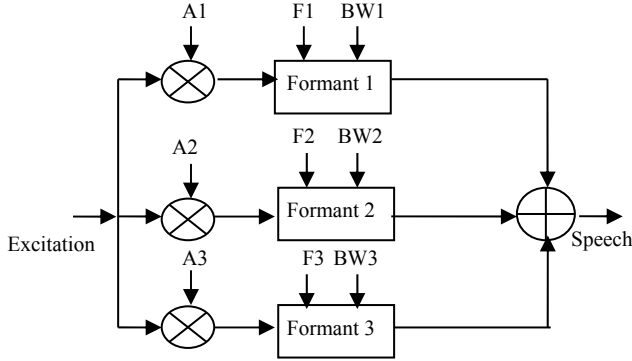 A1 F1 BW1
Formant 1
A2 F2 BW2
Formant 2
Excitation
Speech
A3 F3 BW3
Formant 3